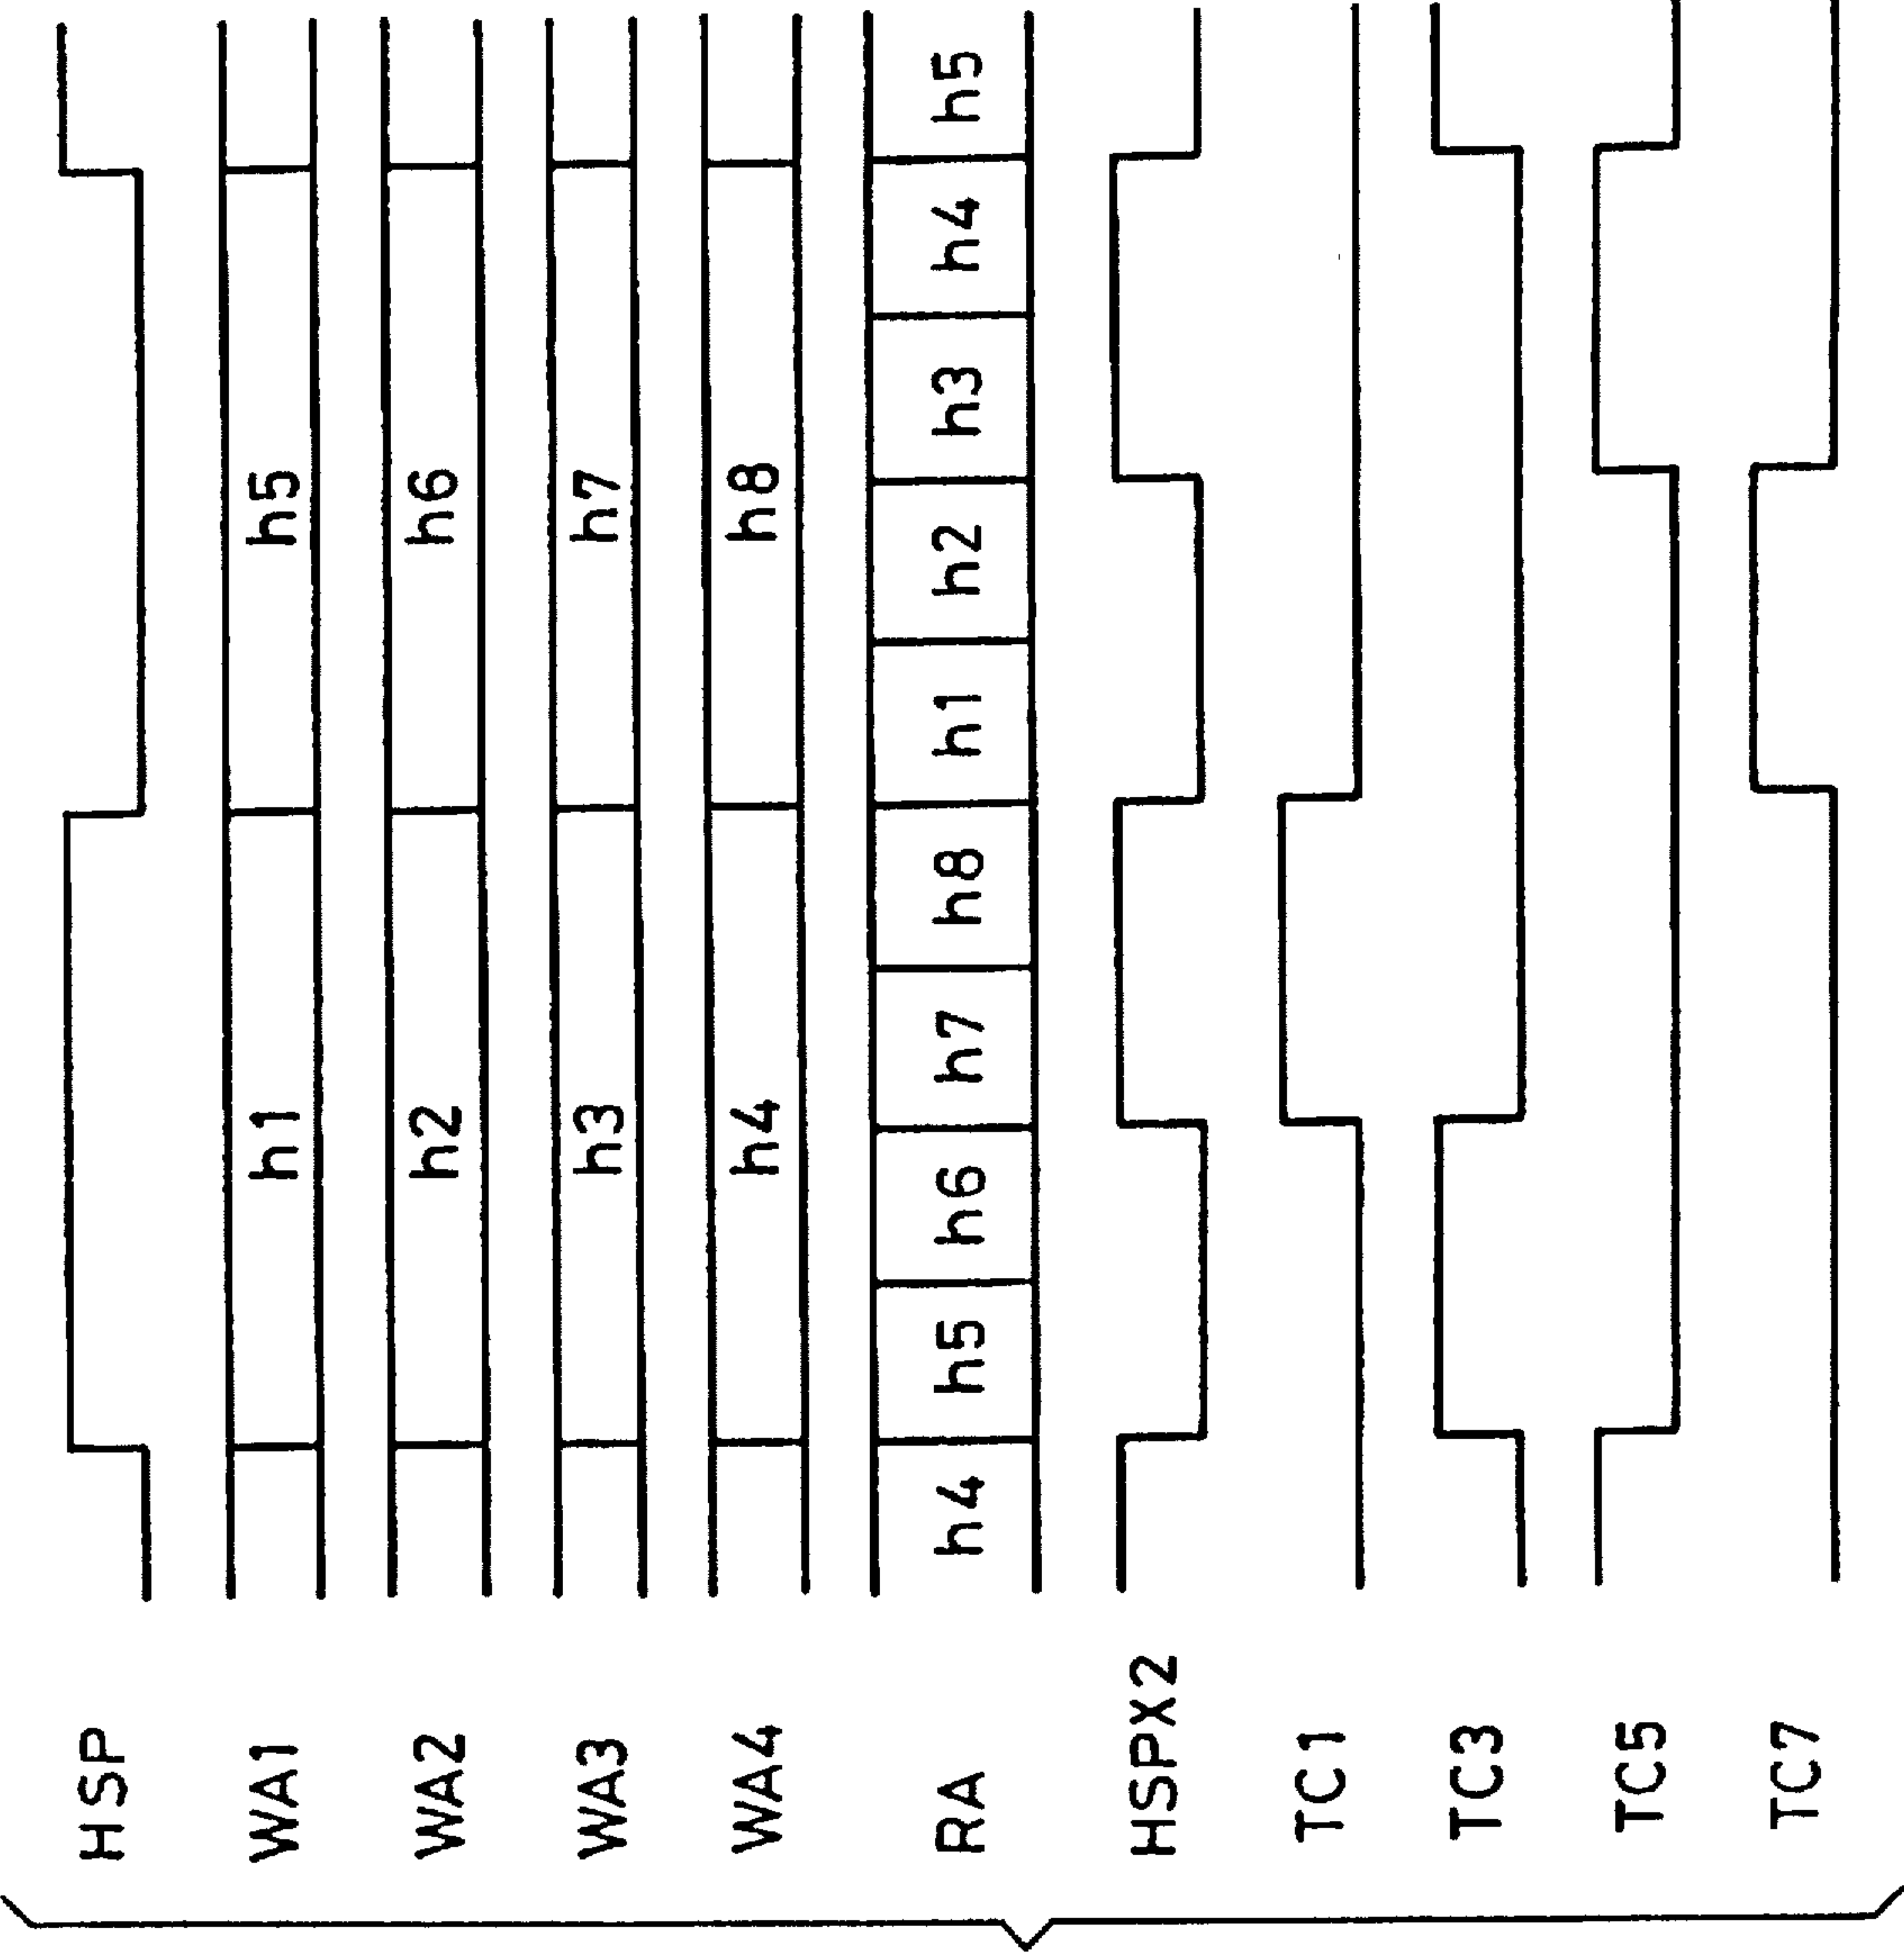 HSP
WA1 h1 h5
WA2 h2 h6
WA3 h3 h7
WA4 h4 h8
RA h4 h5 h6 h7 h8 h1 h2 h3 h4 h5
HSPX2
TC1
TC3
TC5
TC7